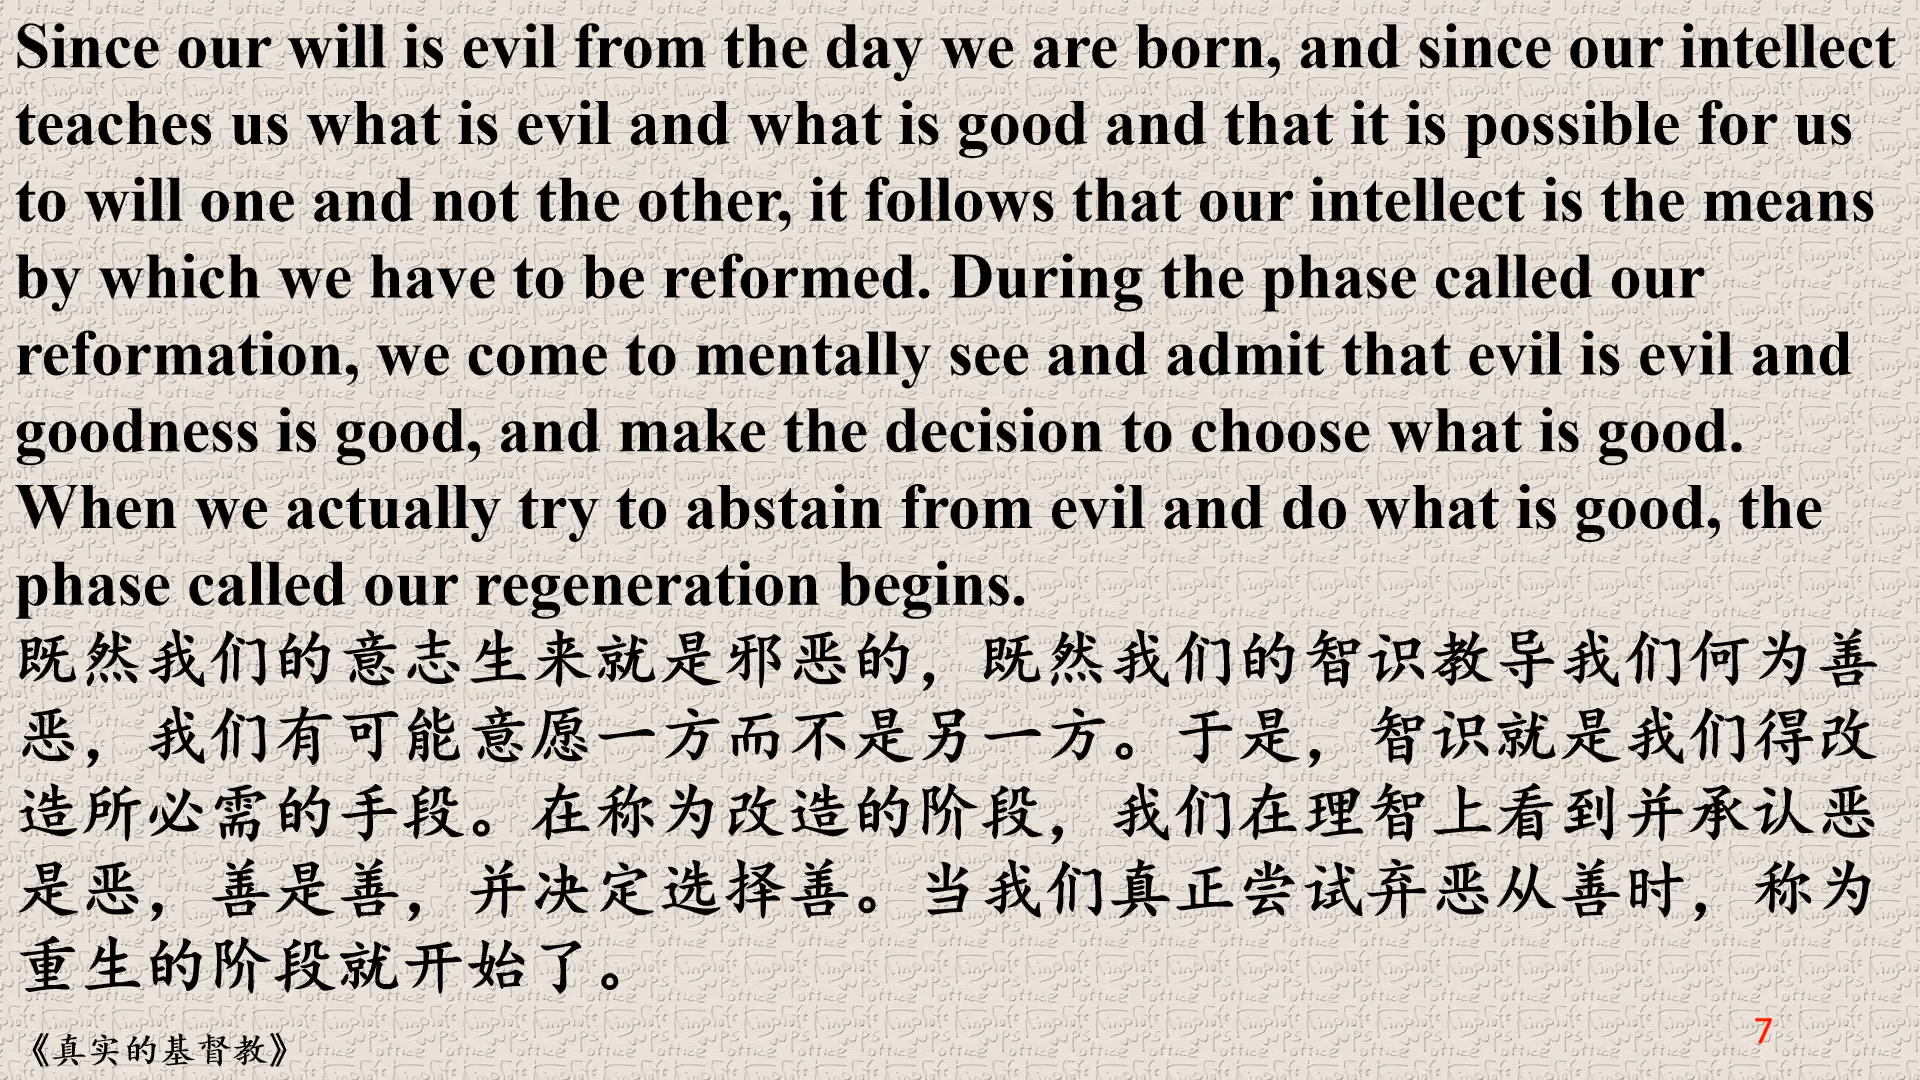 Since our will is evil from the day we are born, and since our intellect
teaches us what is evil and what is good and that it is possible for us
to will one and not the other, it follows that our intellect is the means
by which we have to be reformed. During the phase called our
reformation, we come to mentally see and admit that evil is evil and
goodness is good, and make the decision to choose what is good.
When we actually try to abstain from evil and do what is good, the
phase called our regeneration begins.
既然我们的意志生来就是邪恶的，既然我们的智识教导我们何为善
恶，我们有可能意愿一方而不是另一方。于是，智识就是我们得改
造所必需的手段。在称为改造的阶段，我们在理智上看到并承认恶
是恶，善是善，并决定选择善。当我们真正尝试弃恶从善时，称为
重生的阶段就开始了。
《真实的基督教》
7